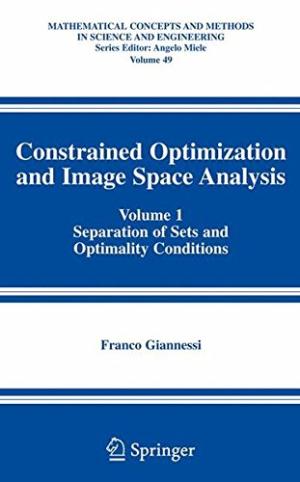 MATHEMATICAL CONCEPTS AND METHODS
IN SCIENCE AND ENGINEERING
Series Editor: Angelo Miele
Volume 49
Constrained Optimization
and Image Space Analysis
Volume 1
Separation of Sets and
Optimality Conditions
Franco Giannessi
Springer